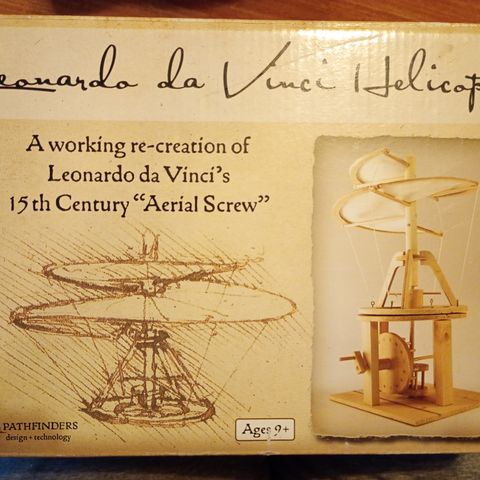 Leonardo da Vinci Helicop
A working re-creation of
Leonardo da Vinci's
15th Century "Aerial Screw"
PATHFINDERS
design + technology
Ages 9+